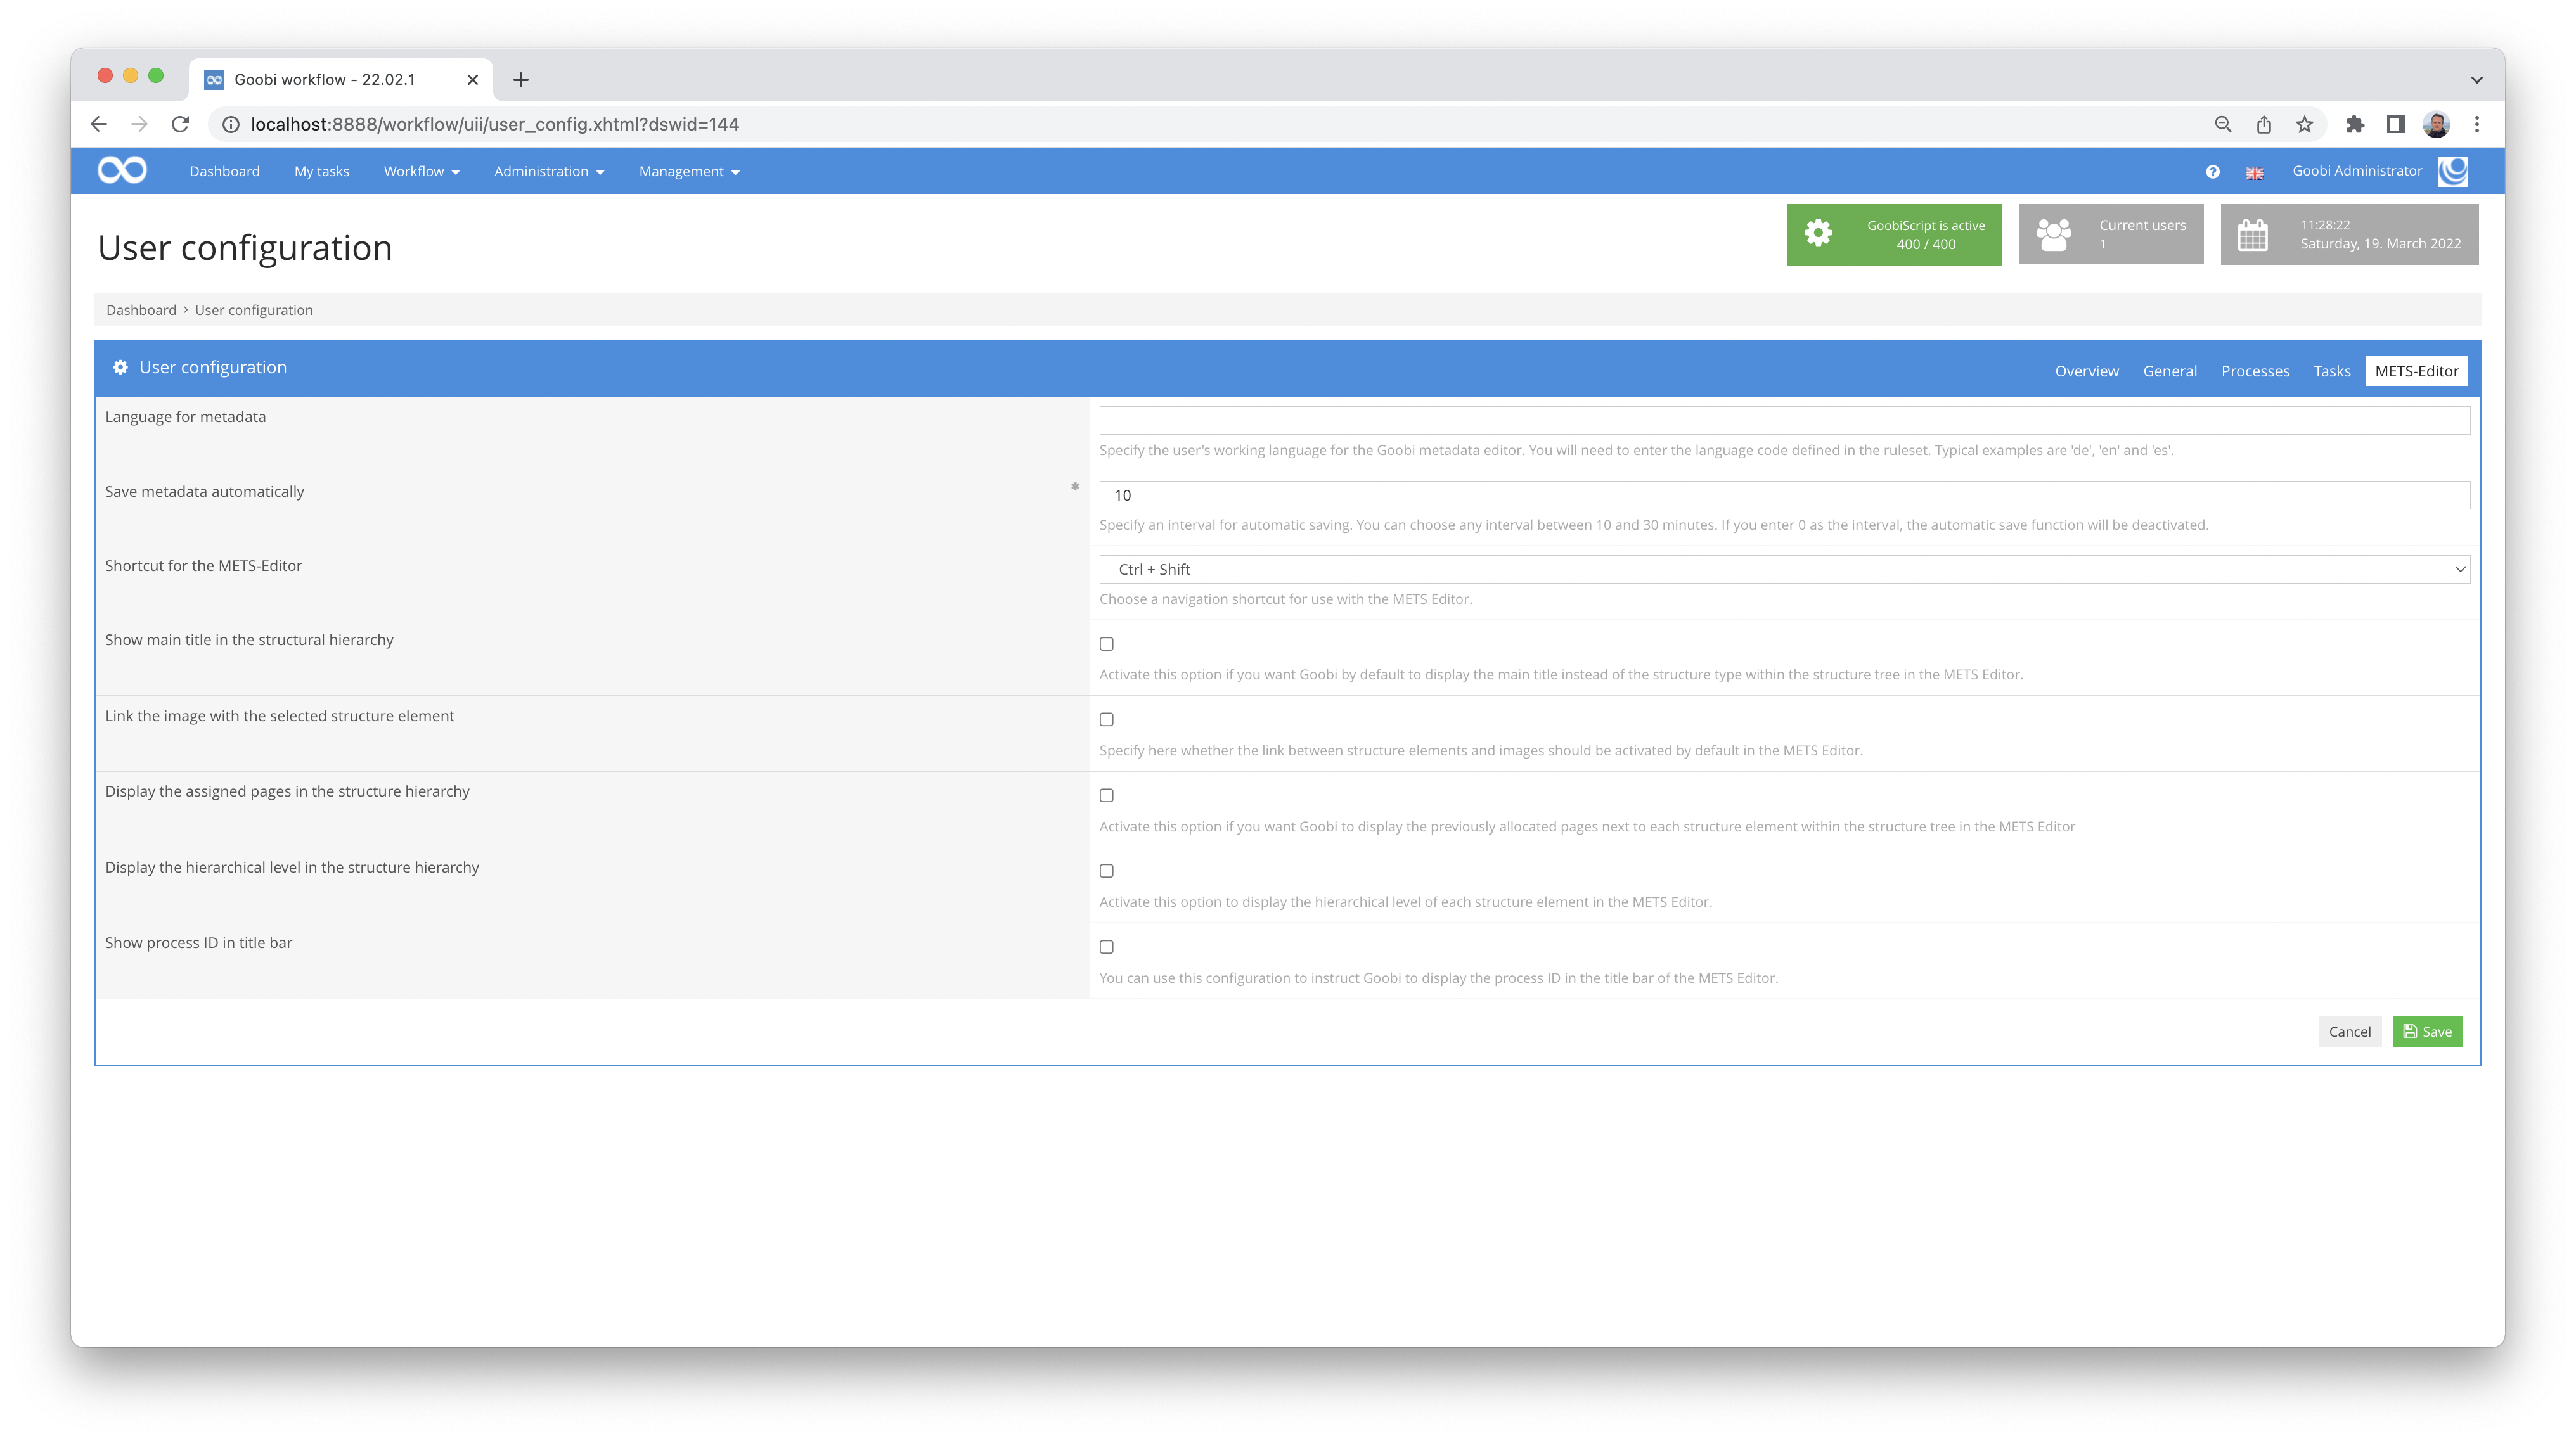 Goobi workflow - 22.02.1
localhost:8888/workflow/uii/user_config.xhtml?dswid=144
Dashboard My tasks Workflow Administration Management Goobi Administrator
User configuration
GoobiScript is active
400 / 400
Current users
1
11:28:22
Saturday, 19. March 2022
Dashboard › User configuration
User configuration Overview General Processes Tasks METS-Editor
Language for metadata
Specify the user's working language for the Goobi metadata editor. You will need to enter the language code defined in the ruleset. Typical examples are 'de', 'en' and 'es'.
Save metadata automatically * 10
Specify an interval for automatic saving. You can choose any interval between 10 and 30 minutes. If you enter 0 as the interval, the automatic save function will be deactivated.
Shortcut for the METS-Editor Ctrl + Shift
Choose a navigation shortcut for use with the METS Editor.
Show main title in the structural hierarchy
Activate this option if you want Goobi by default to display the main title instead of the structure type within the structure tree in the METS Editor.
Link the image with the selected structure element
Specify here whether the link between structure elements and images should be activated by default in the METS Editor.
Display the assigned pages in the structure hierarchy
Activate this option if you want Goobi to display the previously allocated pages next to each structure element within the structure tree in the METS Editor
Display the hierarchical level in the structure hierarchy
Activate this option to display the hierarchical level of each structure element in the METS Editor.
Show process ID in title bar
You can use this configuration to instruct Goobi to display the process ID in the title bar of the METS Editor.
Cancel Save